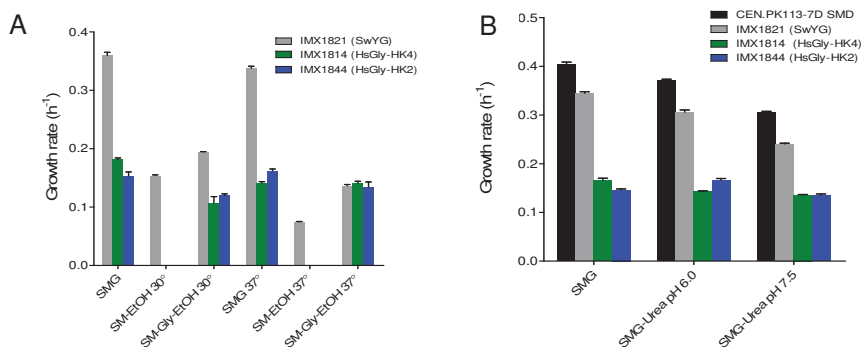 A
Growth rate (h⁻¹)
0.4
0.3
0.2
0.1
0.0
IMX1821 (SwYG)
IMX1814 (HsGly-HK4)
IMX1844 (HsGly-HK2)
SMG
SM-EtOH 30°
SM-Gly-EtOH 30°
SMG 37°
SM-EtOH 37°
SM-Gly-EtOH 37°
B
Growth rate (h⁻¹)
0.5
0.4
0.3
0.2
0.1
0.0
CEN.PK113-7D SMD
IMX1821 (SwYG)
IMX1814 (HsGly-HK4)
IMX1844 (HsGly-HK2)
SMG
SMG-Urea pH 6.0
SMG-Urea pH 7.5